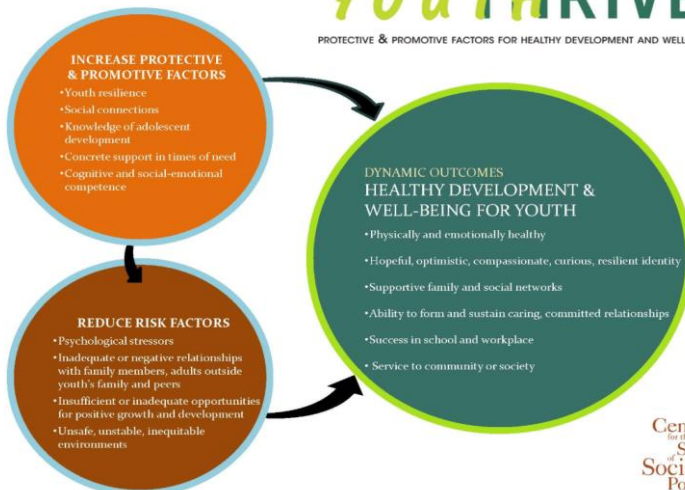 PROTECTIVE & PROMOTIVE FACTORS FOR HEALTHY DEVELOPMENT AND WELL
INCREASE PROTECTIVE
& PROMOTIVE FACTORS
•Youth resilience
•Social connections
•Knowledge of adolescent
development
•Concrete support in times of need
•Cognitive and social-emotional
competence
REDUCE RISK FACTORS
•Psychological stressors
•Inadequate or negative relationships
with family members, adults outside
youth's family and peers
•Insufficient or inadequate opportunities
for positive growth and development
•Unsafe, unstable, inequitable
environments
DYNAMIC OUTCOMES
HEALTHY DEVELOPMENT &
WELL-BEING FOR YOUTH
•Physically and emotionally healthy
•Hopeful, optimistic, compassionate, curious, resilient identity
•Supportive family and social networks
•Ability to form and sustain caring, committed relationships
•Success in school and workplace
• Service to community or society